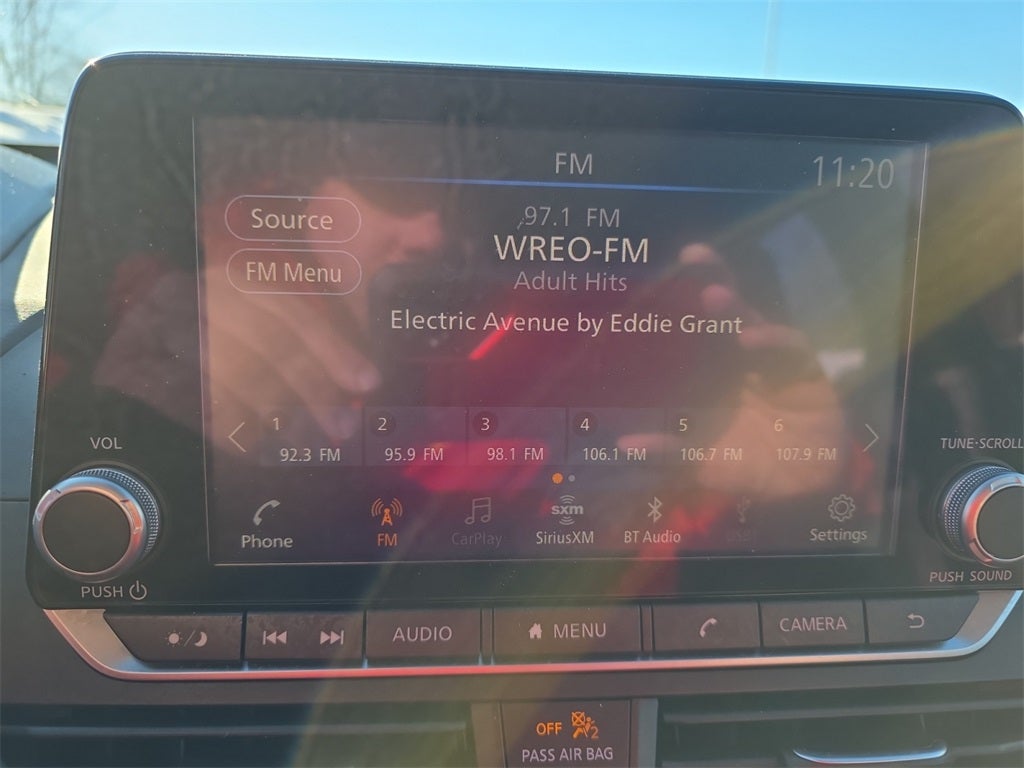 FM
11:20
Source
97.1 FM
WREO-FM
FM Menu
Adult Hits
Electric Avenue by Eddie Grant
1 2 3 4 5 6
92.3 FM 95.9 FM 98.1 FM 106.1 FM 106.7 FM 107.9 FM
VOL
TUNE·SCROLL
sxm
Phone FM CarPlay SiriusXM BT Audio USB1 Settings
PUSH
PUSH SOUND
AUDIO
MENU
CAMERA
OFF 2
PASS AIR BAG